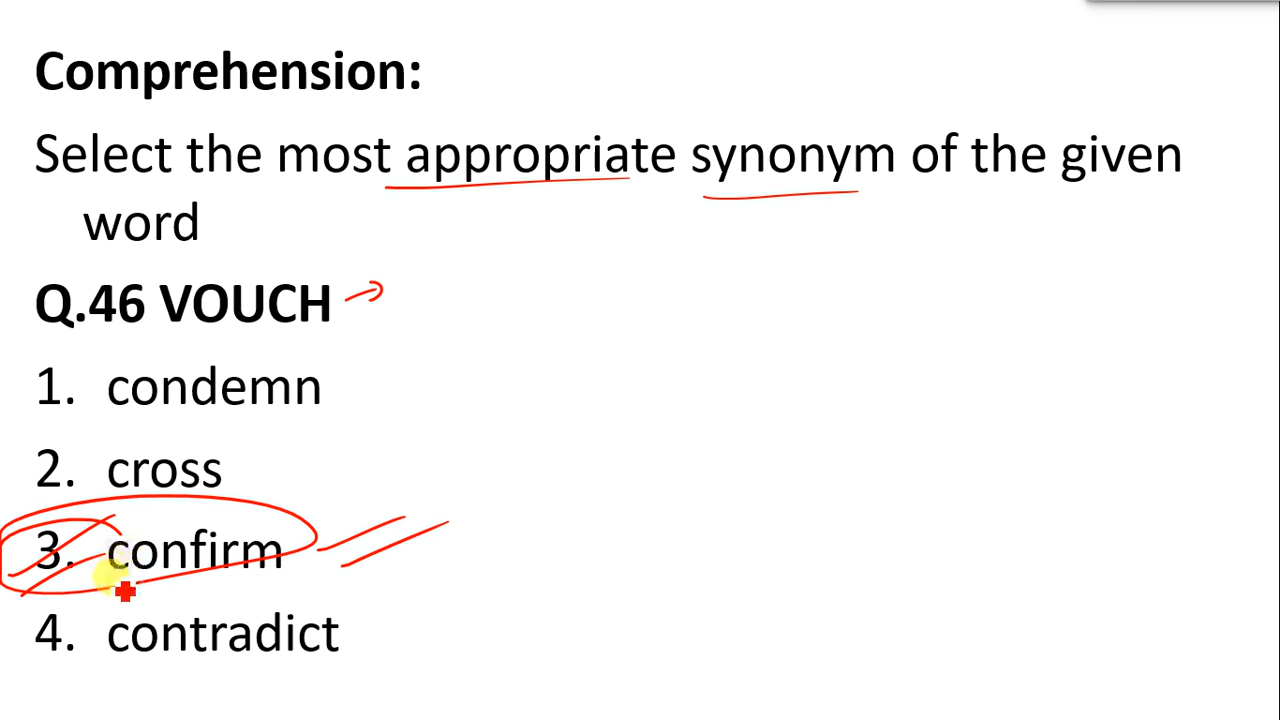 Comprehension:
Select the most appropriate synonym of the given
word
Q.46 VOUCH
1. condemn
2. cross
3. confirm
4. contradict